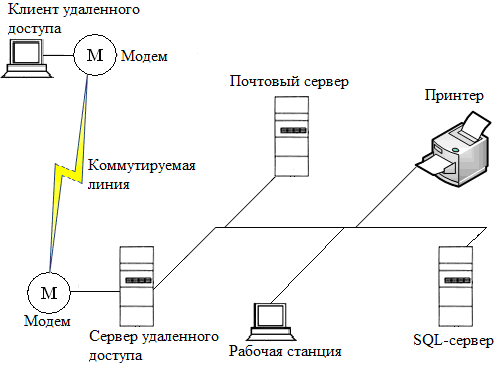 Клиент удаленного
доступа
М
Модем
Почтовый сервер
Принтер
Коммутируемая
линия
М
Модем
Сервер удаленного
доступа
Рабочая станция
SQL-сервер